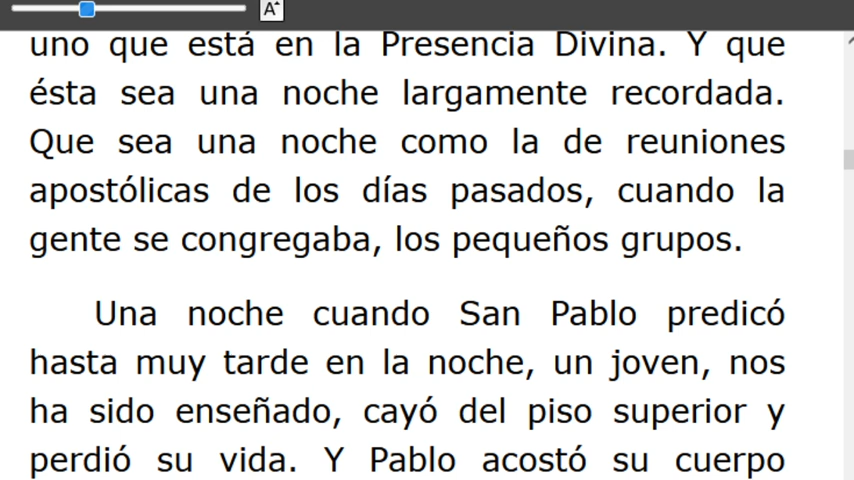 A
uno que está en la Presencia Divina. Y que
ésta sea una noche largamente recordada.
Que sea una noche como la de reuniones
apostólicas de los días pasados, cuando la
gente se congregaba, los pequeños grupos.
Una noche cuando San Pablo predicó
hasta muy tarde en la noche, un joven, nos
ha sido enseñado, cayó del piso superior y
perdió su vida. Y Pablo acostó su cuerpo